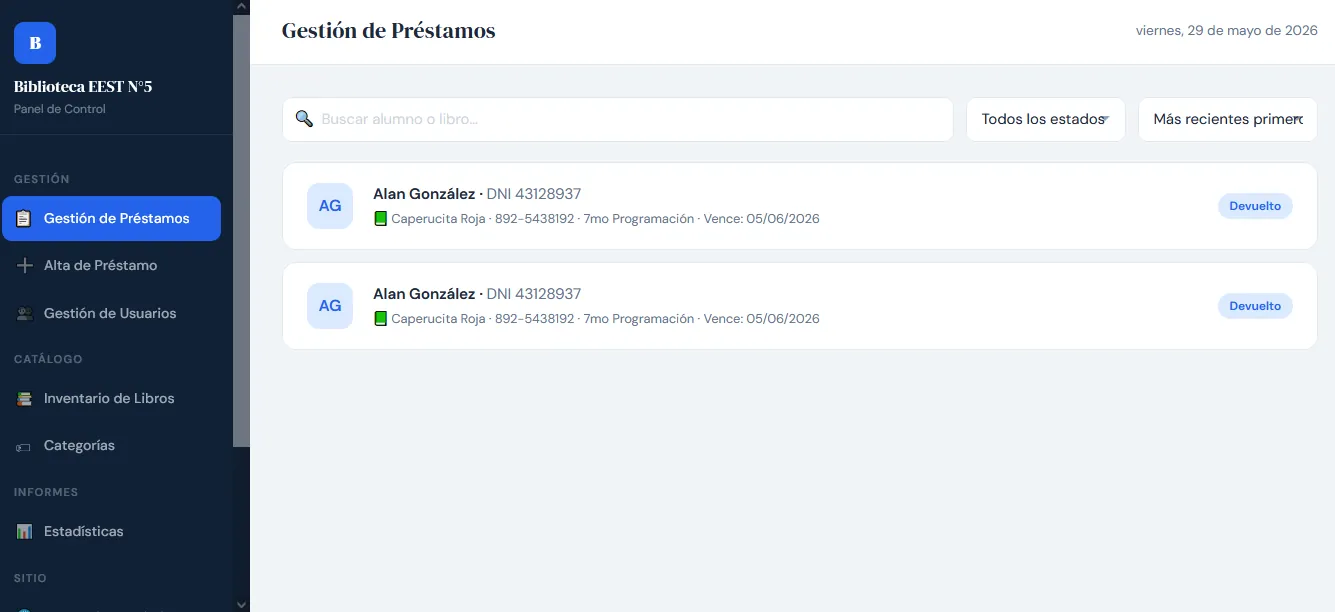 B
Biblioteca EEST N°5
Panel de Control
GESTIÓN
Gestión de Préstamos
Alta de Préstamo
Gestión de Usuarios
CATÁLOGO
Inventario de Libros
Categorías
INFORMES
Estadísticas
SITIO
Gestión de Préstamos
viernes, 29 de mayo de 2026
Buscar alumno o libro...
Todos los estados
Más recientes primero
AG
Alan González · DNI 43128937
Caperucita Roja · 892-5438192 · 7mo Programación · Vence: 05/06/2026
Devuelto
AG
Alan González · DNI 43128937
Caperucita Roja · 892-5438192 · 7mo Programación · Vence: 05/06/2026
Devuelto